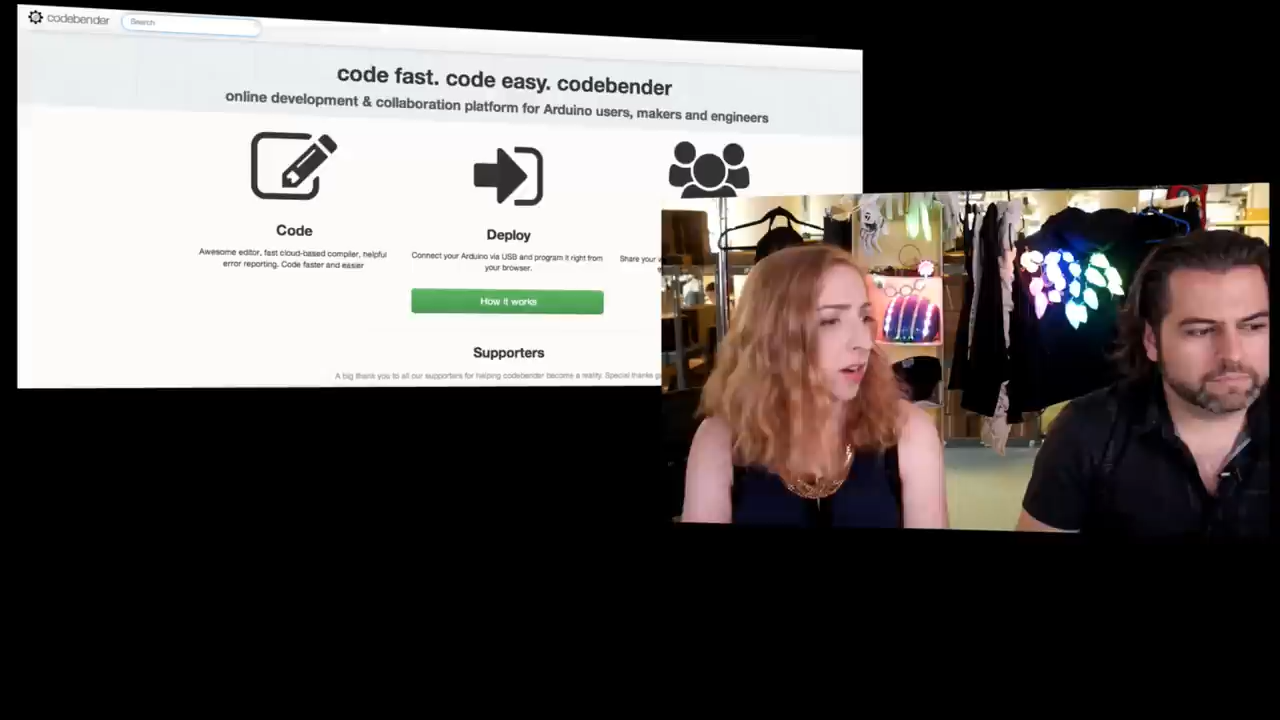 codebender
Search
code fast. code easy. codebender
online development & collaboration platform for Arduino users, makers and engineers
Code
Awesome editor, fast cloud-based compiler, helpful
error reporting. Code faster and easier
Deploy
Connect your Arduino via USB and program it right from
your browser.
How it works
Share your
Supporters
A big thank you to all our supporters for helping codebender become a reality. Special thanks